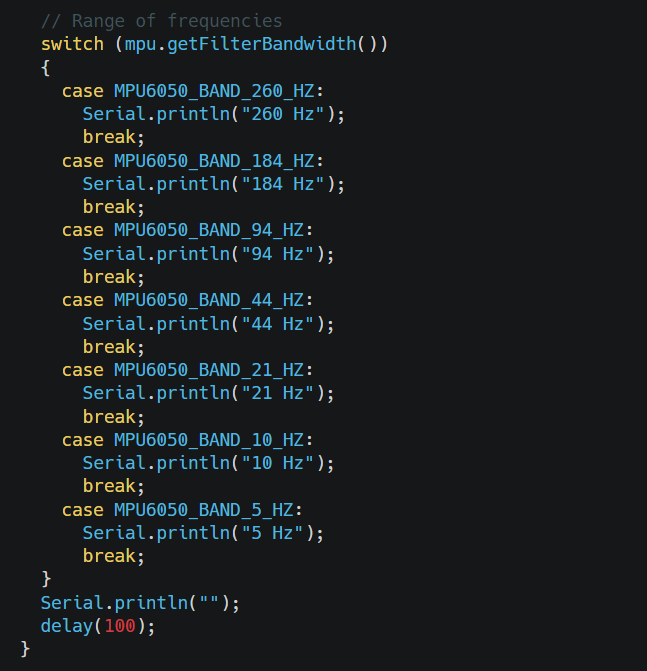 // Range of frequencies
switch (mpu.getFilterBandwidth())
{
case MPU6050_BAND_260_HZ:
Serial.println("260 Hz");
break;
case MPU6050_BAND_184_HZ:
Serial.println("184 Hz");
break;
case MPU6050_BAND_94_HZ:
Serial.println("94 Hz");
break;
case MPU6050_BAND_44_HZ:
Serial.println("44 Hz");
break;
case MPU6050_BAND_21_HZ:
Serial.println("21 Hz");
break;
case MPU6050_BAND_10_HZ:
Serial.println("10 Hz");
break;
case MPU6050_BAND_5_HZ:
Serial.println("5 Hz");
break;
}
Serial.println("");
delay(100);
}